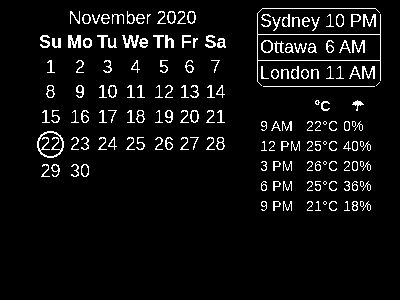 November 2020
Su Mo Tu We Th Fr Sa
1 2 3 4 5 6 7
8 9 10 11 12 13 14
15 16 17 18 19 20 21
22 23 24 25 26 27 28
29 30
Sydney 10 PM
Ottawa 6 AM
London 11 AM
°C ☂
9 AM 22°C 0%
12 PM 25°C 40%
3 PM 26°C 20%
6 PM 25°C 36%
9 PM 21°C 18%